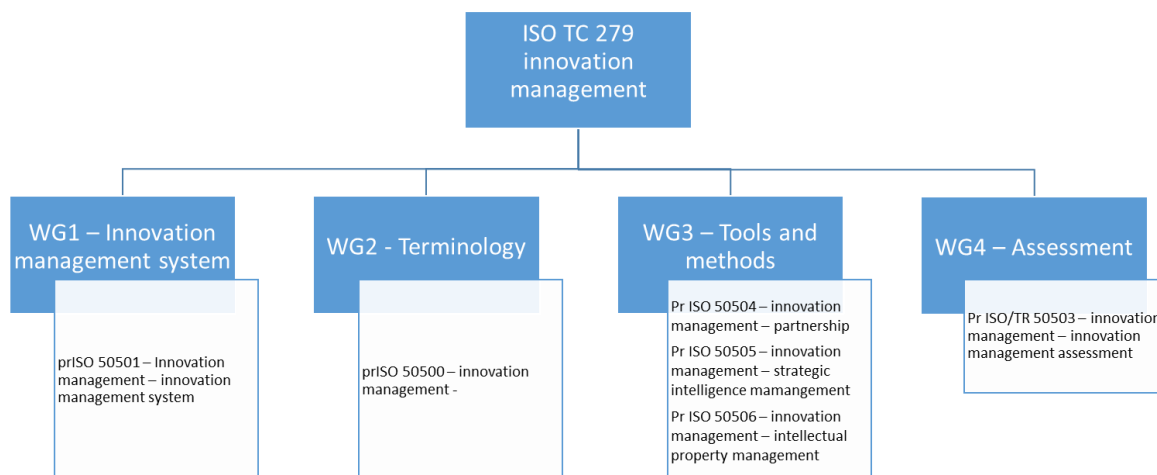 ISO TC 279
innovation
management
WG1 – Innovation
management system
prISO 50501 – Innovation
management – innovation
management system
WG2 - Terminology
prISO 50500 – innovation
management -
WG3 – Tools and
methods
Pr ISO 50504 – innovation
management – partnership
Pr ISO 50505 – innovation
management – strategic
intelligence mamangement
Pr ISO 50506 – innovation
management – intellectual
property management
WG4 – Assessment
Pr ISO/TR 50503 – innovation
management – innovation
management assessment